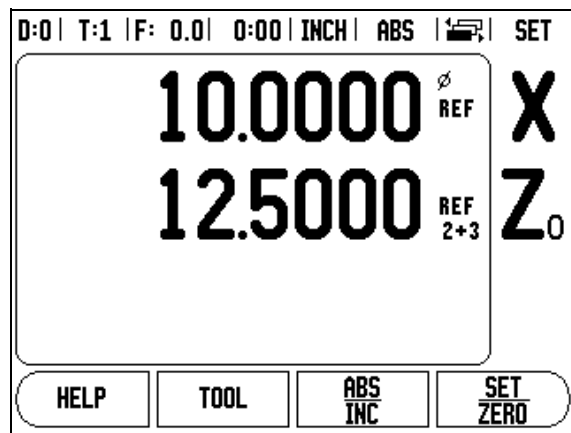 D:0 | T:1 | F: 0.0 | 0:00 | INCH | ABS | | SET
10.0000 Ø REF X
12.5000 REF 2+3 Z0
HELP TOOL ABS INC SET ZERO